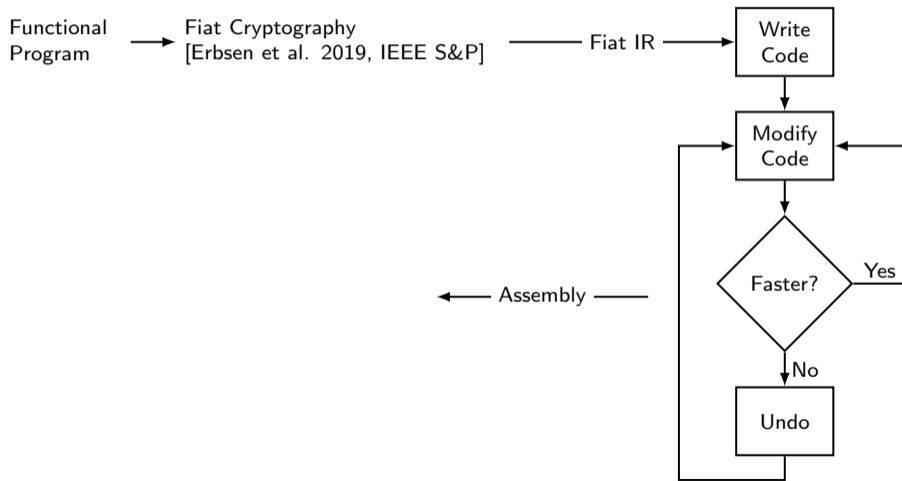 Functional
Program
Fiat Cryptography
[Erbsen et al. 2019, IEEE S&P]
Fiat IR
Write
Code
Modify
Code
Faster?
Yes
Assembly
No
Undo